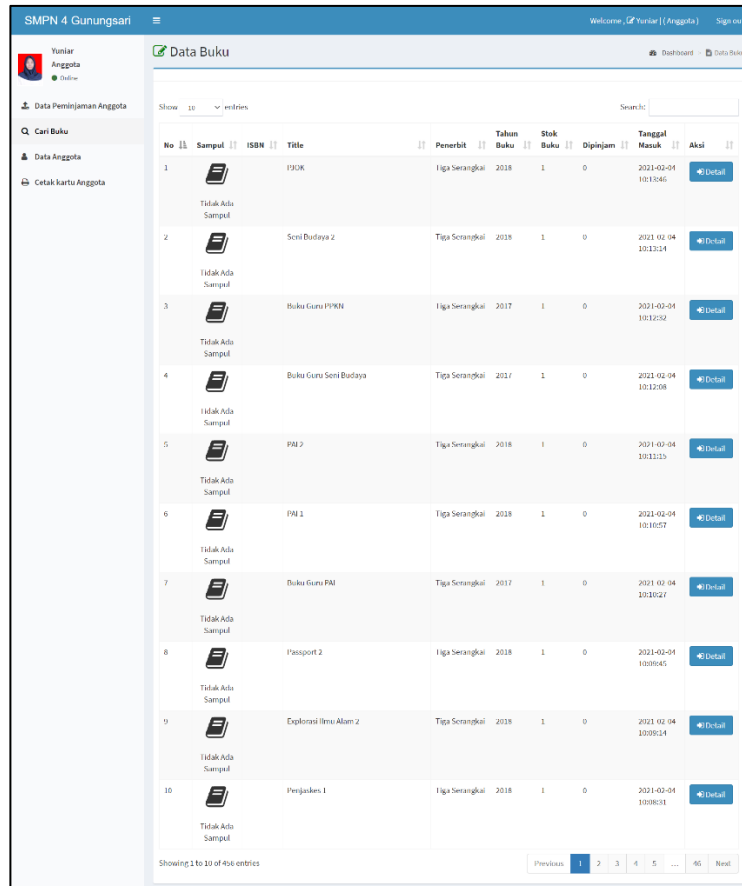 SMPN 4 Gunungsari
Welcome , Yuniar | ( Anggota )
Sign ou
Yuniar
Anggota
Online
Data Buku
Dashboard
Data Buku
Data Peminjaman Anggota
Cari Buku
Data Anggota
Cetak kartu Anggota
Show 10 entries
Search:
No Sampul ISBN Title Penerbit Tahun Buku Stok Buku Dipinjam Tanggal Masuk Aksi
1 PJOK Tiga Serangkai 2018 1 0 2021-02-04 10:13:46 Detail
Tidak Ada
Sampul
2 Seni Budaya 2 Tiga Serangkai 2018 1 0 2021-02-04 10:13:14 Detail
Tidak Ada
Sampul
3 Buku Guru PPKN Tiga Serangkai 2017 1 0 2021-02-04 10:12:32 Detail
Tidak Ada
Sampul
4 Buku Guru Seni Budaya Tiga Serangkai 2017 1 0 2021-02-04 10:12:08 Detail
Tidak Ada
Sampul
5 PAI 2 Tiga Serangkai 2018 1 0 2021-02-04 10:11:15 Detail
Tidak Ada
Sampul
6 PAI 1 Tiga Serangkai 2018 1 0 2021-02-04 10:10:57 Detail
Tidak Ada
Sampul
7 Buku Guru PAI Tiga Serangkai 2017 1 0 2021-02-04 10:10:27 Detail
Tidak Ada
Sampul
8 Passport 2 Tiga Serangkai 2018 1 0 2021-02-04 10:09:45 Detail
Tidak Ada
Sampul
9 Explorasi Ilmu Alam 2 Tiga Serangkai 2018 1 0 2021-02-04 10:09:14 Detail
Tidak Ada
Sampul
10 Penjaskes 1 Tiga Serangkai 2018 1 0 2021-02-04 10:08:31 Detail
Tidak Ada
Sampul
Showing 1 to 10 of 456 entries
Previous 1 2 3 4 5 ... 46 Next